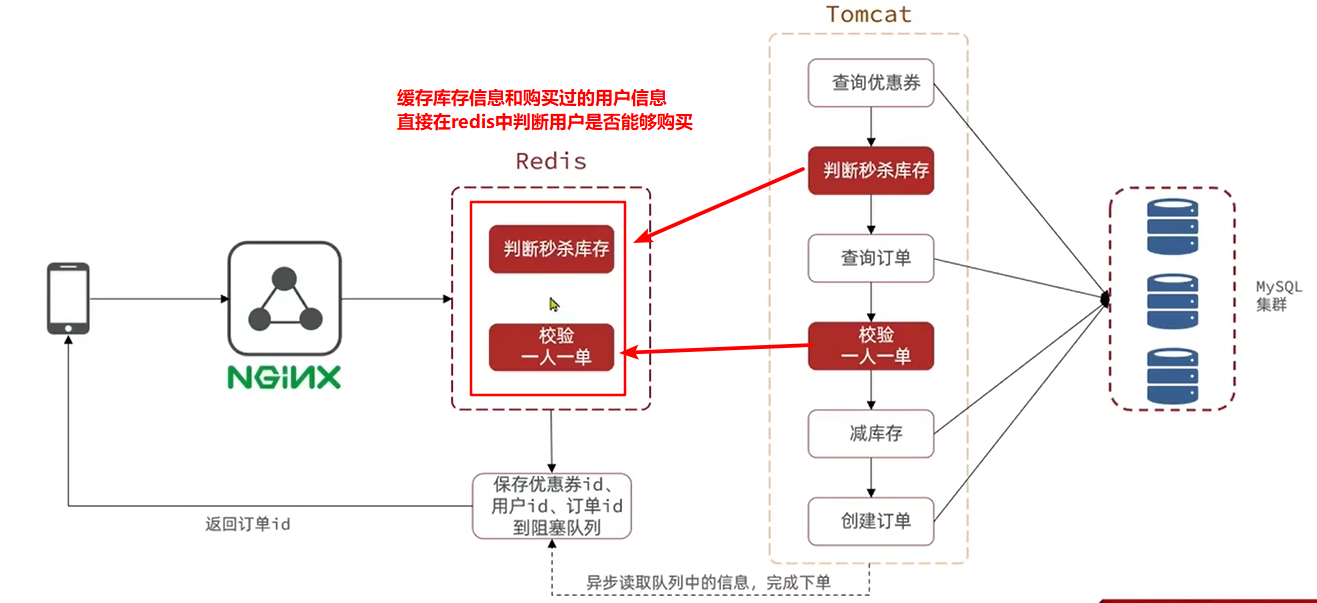 Tomcat
查询优惠券
缓存库存信息和购买过的用户信息
直接在redis中判断用户是否能够购买
Redis
判断秒杀库存
判断秒杀库存
查询订单
校验
一人一单
校验
一人一单
MySQL
集群
NGiNX
减库存
保存优惠券id、
用户id、订单id
到阻塞队列
创建订单
返回订单id
异步读取队列中的信息，完成下单